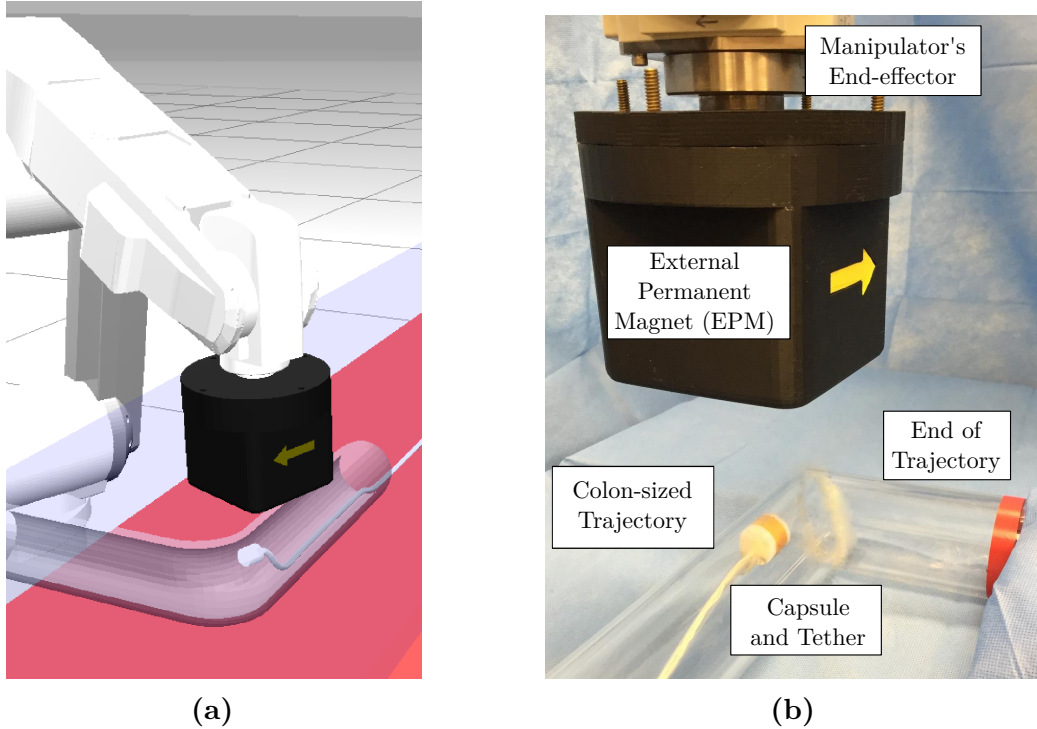 Manipulator's
End-effector
External
Permanent
Magnet (EPM)
End of
Trajectory
Colon-sized
Trajectory
Capsule
and Tether
(a)
(b)